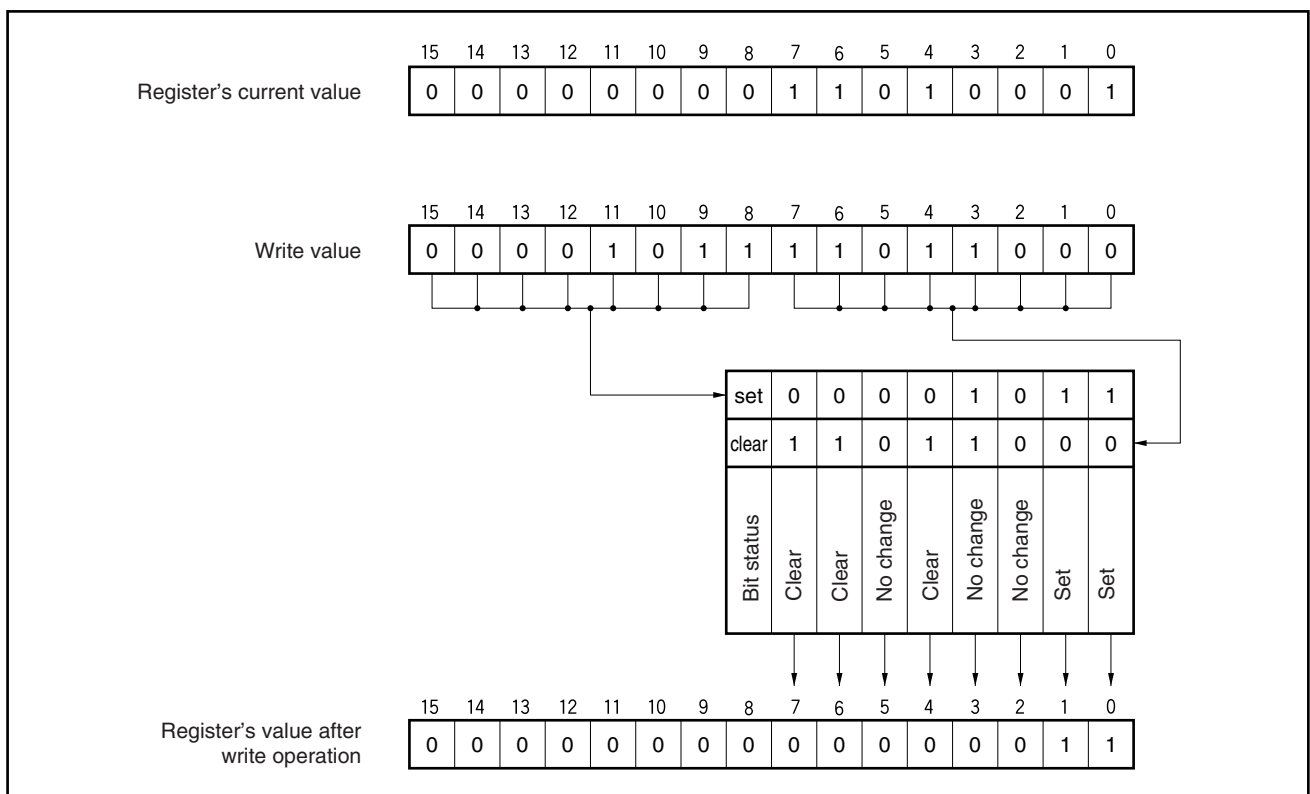 15 14 13 12 11 10 9 8 7 6 5 4 3 2 1 0
Register's current value 0 0 0 0 0 0 0 0 1 1 0 1 0 0 0 1
15 14 13 12 11 10 9 8 7 6 5 4 3 2 1 0
Write value 0 0 0 0 1 0 1 1 1 1 0 1 1 0 0 0
set 0 0 0 0 1 0 1 1
clear 1 1 0 1 1 0 0 0
Bit status Clear Clear No change Clear No change No change Set Set
15 14 13 12 11 10 9 8 7 6 5 4 3 2 1 0
Register's value after
write operation 0 0 0 0 0 0 0 0 0 0 0 0 0 0 1 1